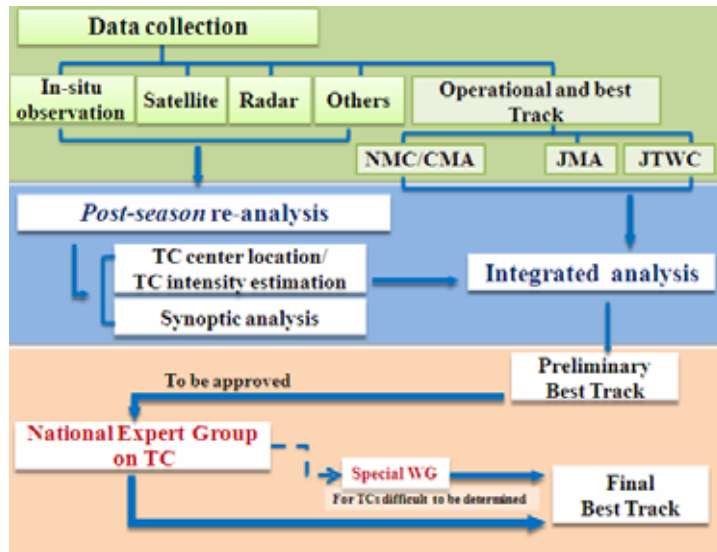 Data collection
In-situ
observation
Satellite
Radar
Others
Operational and best
Track
NMC/CMA
JMA
JTWC
Post-season re-analysis
TC center location/
TC intensity estimation
Synoptic analysis
Integrated analysis
Preliminary
Best Track
To be approved
National Expert Group
on TC
Special WG
For TCs difficult to be determined
Final
Best Track